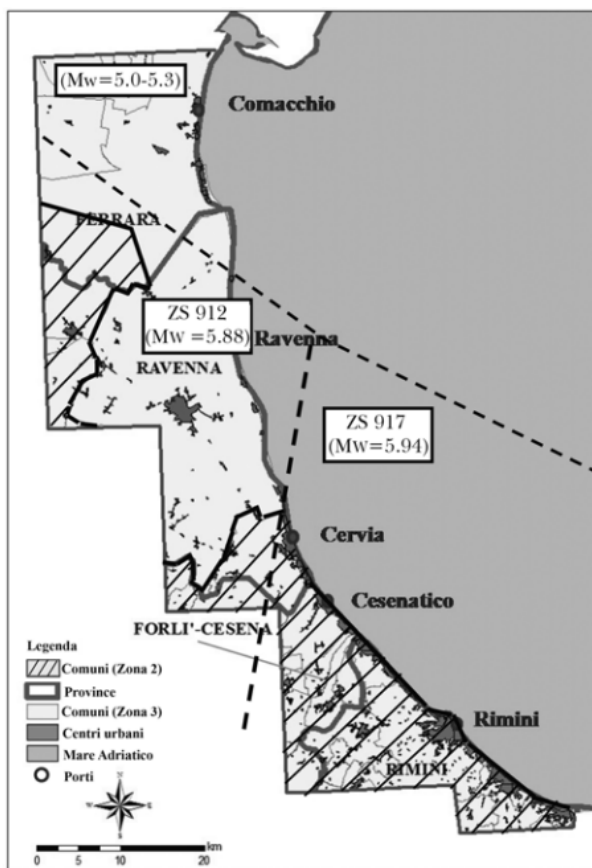 (Mw=5.0-5.3)
Comacchio
FERRARA
ZS 912
(Mw =5.88)
Ravenna
RAVENNA
ZS 917
(Mw=5.94)
Cervia
Cesenatico
FORLI'-CESENA
Rimini
RIMINI
Legenda
Comuni (Zona 2)
Province
Comuni (Zona 3)
Centri urbani
Mare Adriatico
Porti
N
W
E
S
km
0
10
20